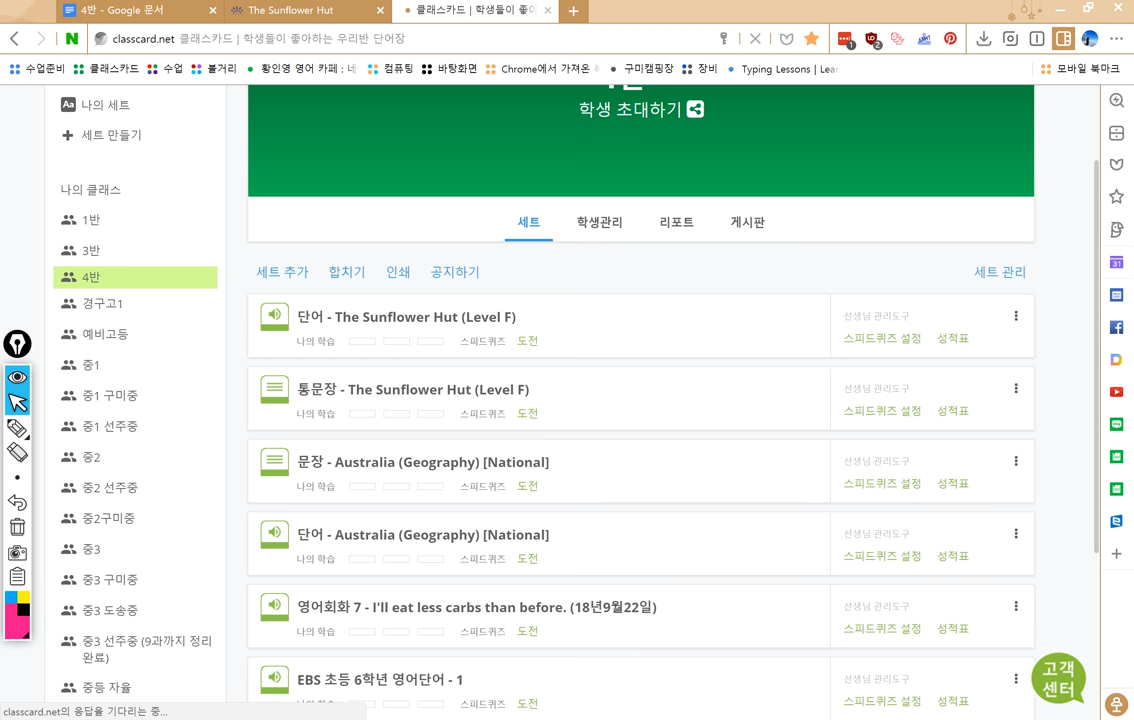 4반 - Google 문서
The Sunflower Hut
클래스카드 | 학생들이 좋아
classcard.net 클래스카드 | 학생들이 좋아하는 우리반 단어장
수업준비 클래스카드 수업 볼거리 황인영 영어 카페 : 네 컴퓨팅 바탕화면 Chrome에서 가져온 구미캠핑장 장비 Typing Lessons | Lear 모바일 북마크
나의 세트
세트 만들기
나의 클래스
1반
3반
4반
경구고1
예비고등
중1
중1 구미중
중1 선주중
중2
중2 선주중
중2구미중
중3
중3 구미중
중3 도송중
중3 선주중 (9과까지 정리
완료)
중등 자율
classcard.net의 응답을 기다리는 중...
학생 초대하기
세트 학생관리 리포트 게시판
세트 추가 합치기 인쇄 공지하기 세트 관리
단어 - The Sunflower Hut (Level F)
나의 학습 스피드퀴즈 도전
선생님 관리도구
스피드퀴즈 설정 성적표
통문장 - The Sunflower Hut (Level F)
나의 학습 스피드퀴즈 도전
선생님 관리도구
스피드퀴즈 설정 성적표
문장 - Australia (Geography) [National]
나의 학습 스피드퀴즈 도전
선생님 관리도구
스피드퀴즈 설정 성적표
단어 - Australia (Geography) [National]
나의 학습 스피드퀴즈 도전
선생님 관리도구
스피드퀴즈 설정 성적표
영어회화 7 - I'll eat less carbs than before. (18년9월22일)
나의 학습 스피드퀴즈 도전
선생님 관리도구
스피드퀴즈 설정 성적표
EBS 초등 6학년 영어단어 - 1
나의 학습 스피드퀴즈 도전
선생님 관리도구
스피드퀴즈 설정 성적표
고객
센터